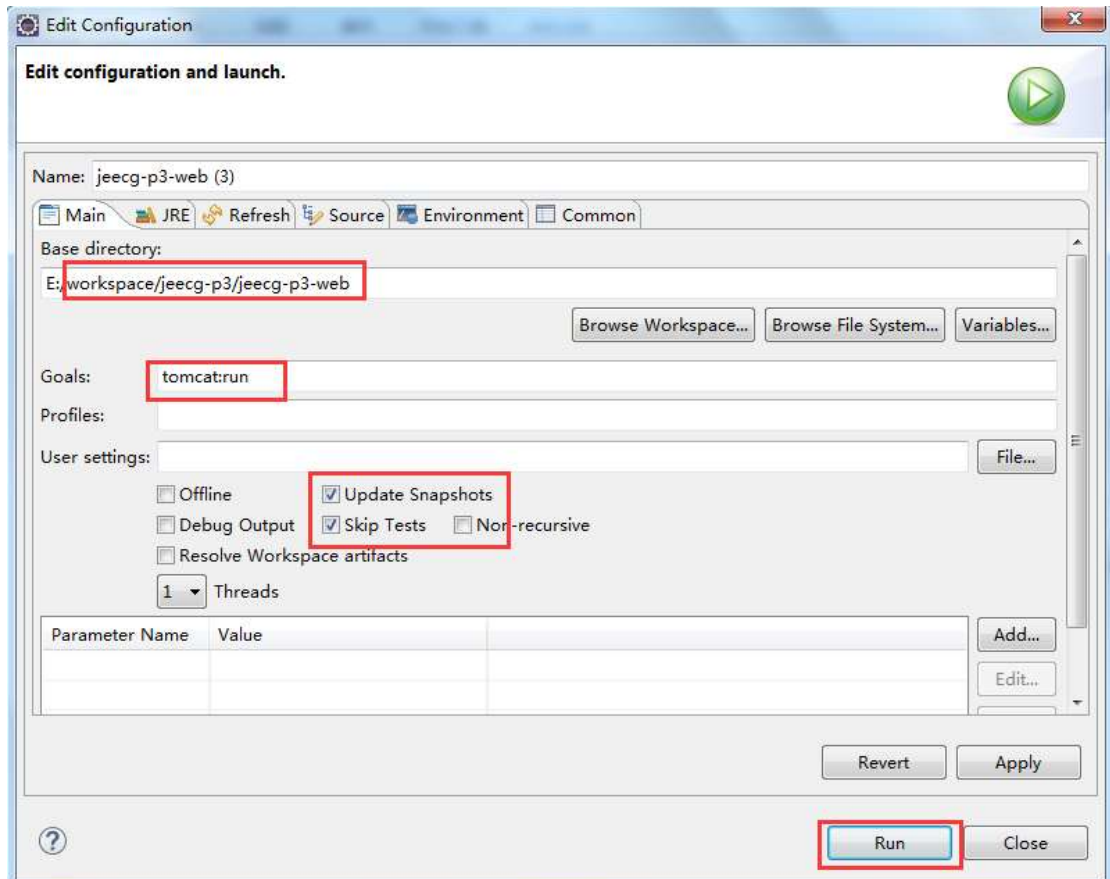 Edit Configuration
Edit configuration and launch.
Name: jeecg-p3-web (3)
Main JRE Refresh Source Environment Common
Base directory:
E:/workspace/jeecg-p3/jeecg-p3-web
Browse Workspace... Browse File System... Variables...
Goals: tomcat:run
Profiles:
User settings: File...
Offline Update Snapshots
Debug Output Skip Tests Non-recursive
Resolve Workspace artifacts
1 Threads
Parameter Name Value Add...
Edit...
Revert Apply
Run Close